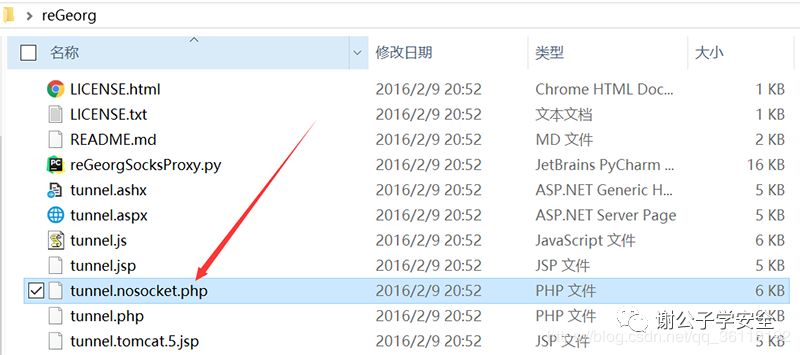 reGeorg
名称 修改日期 类型 大小
LICENSE.html 2016/2/9 20:52 Chrome HTML Doc... 1 KB
LICENSE.txt 2016/2/9 20:52 文本文档 1 KB
README.md 2016/2/9 20:52 MD 文件 2 KB
reGeorgSocksProxy.py 2016/2/9 20:52 JetBrains PyCharm ... 16 KB
tunnel.ashx 2016/2/9 20:52 ASP.NET Generic H... 5 KB
tunnel.aspx 2016/2/9 20:52 ASP.NET Server Page 5 KB
tunnel.js 2016/2/9 20:52 JavaScript 文件 6 KB
tunnel.jsp 2016/2/9 20:52 JSP 文件 5 KB
tunnel.nosocket.php 2016/2/9 20:52 PHP 文件 6 KB
tunnel.php 2016/2/9 20:52 PHP 文件 KB
tunnel.tomcat.5.jsp 2016/2/9 20:52 JSP 文件 5 KB
谢公子学安全